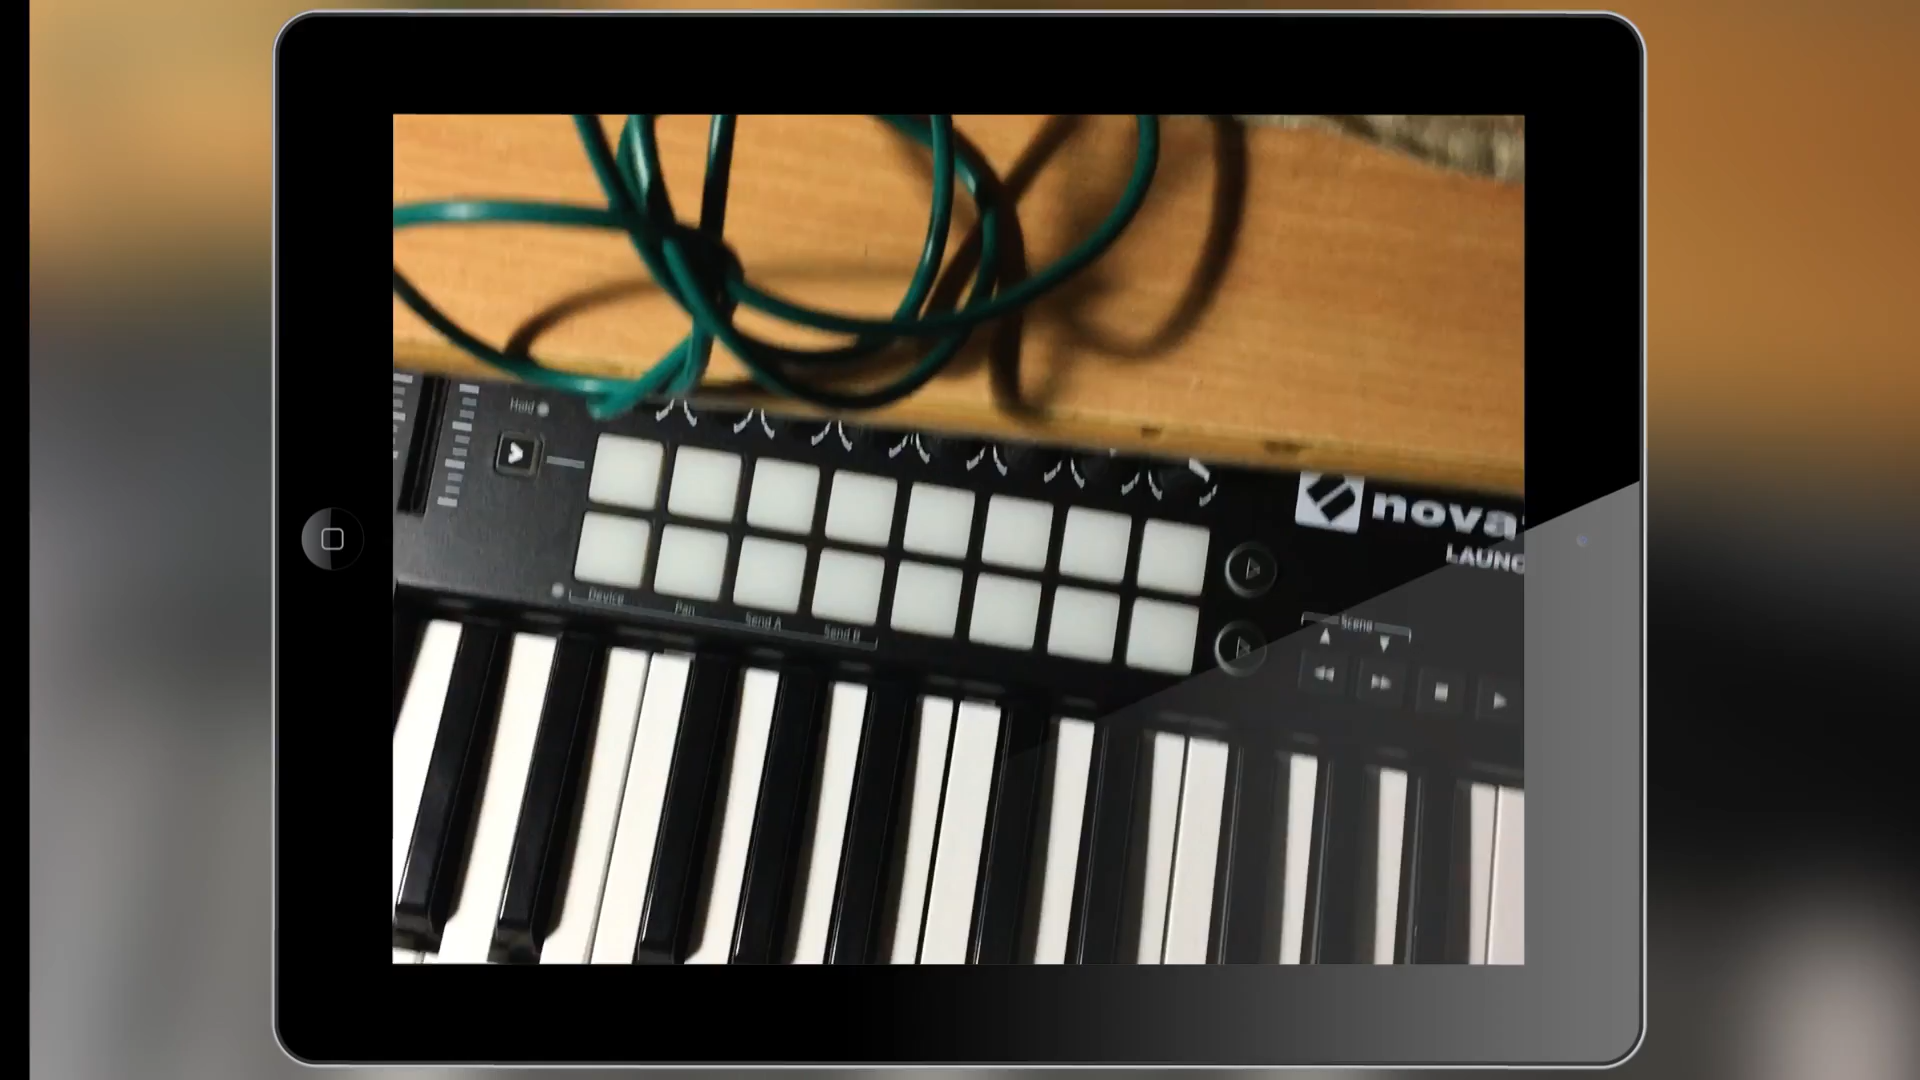 Hold
nova
LAUNC
Device
Pan
Send A
Send B
Scene